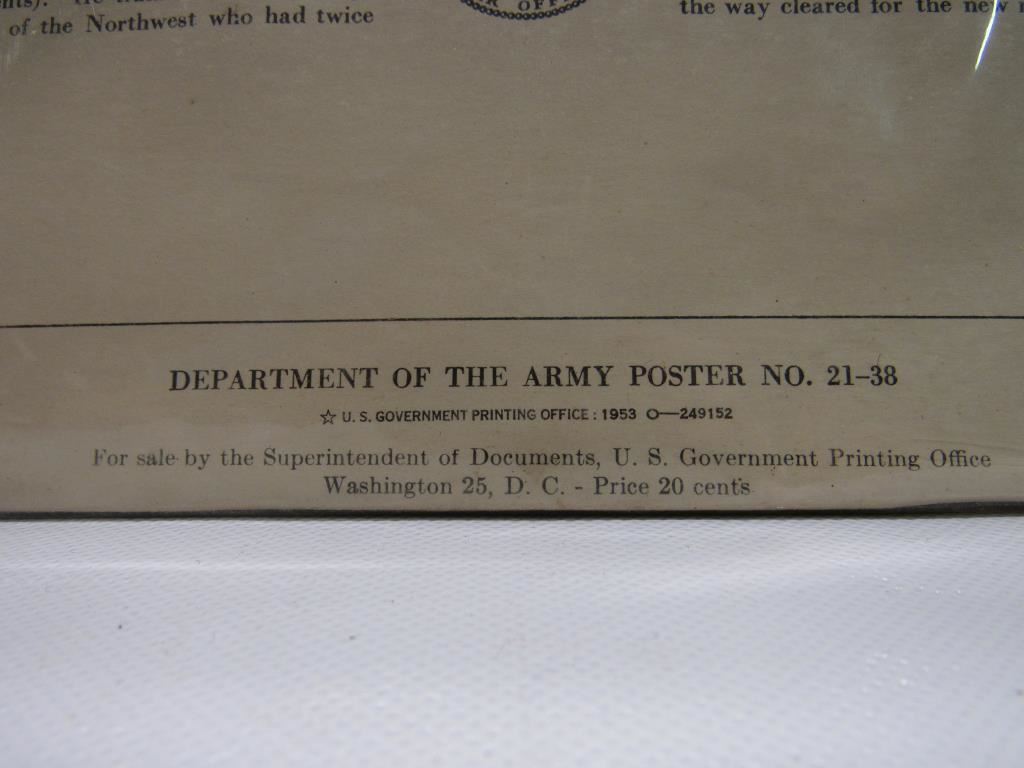 of the Northwest who had twice
OFF
the way cleared for the new
DEPARTMENT OF THE ARMY POSTER NO. 21–38
☆ U. S. GOVERNMENT PRINTING OFFICE : 1953 O—249152
For sale by the Superintendent of Documents, U. S. Government Printing Office
Washington 25, D. C. - Price 20 cents